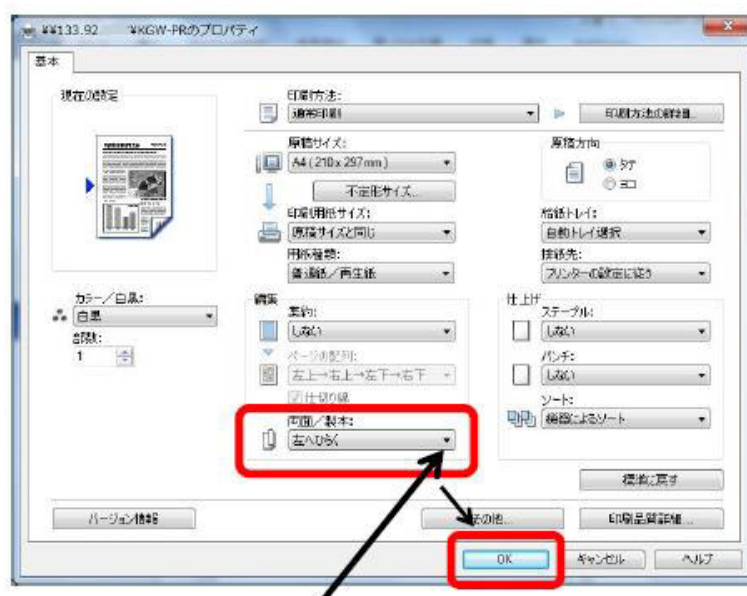 ¥¥133.92 ¥KGW-PRのプロパティ
基本
現在の設定
印刷方法:
通常印刷
印刷方法の詳細...
原稿サイズ:
A4 (210 x 297 mm)
不定形サイズ...
原稿方向
タテ
ヨコ
印刷用紙サイズ:
原稿サイズと同じ
給紙トレイ:
自動トレイ選択
用紙種類:
普通紙/再生紙
排紙先:
プリンターの設定に従う
カラー/白黒:
白黒
部数:
1
編集
集約:
しない
ページの配列:
左上→右上→左下→右下
仕切り線
両面/製本:
左へひらく
仕上げ
ステープル:
しない
パンチ:
しない
ソート:
機器によるソート
標準に戻す
バージョン情報
その他...
印刷品質詳細...
OK
キャンセル
ヘルプ